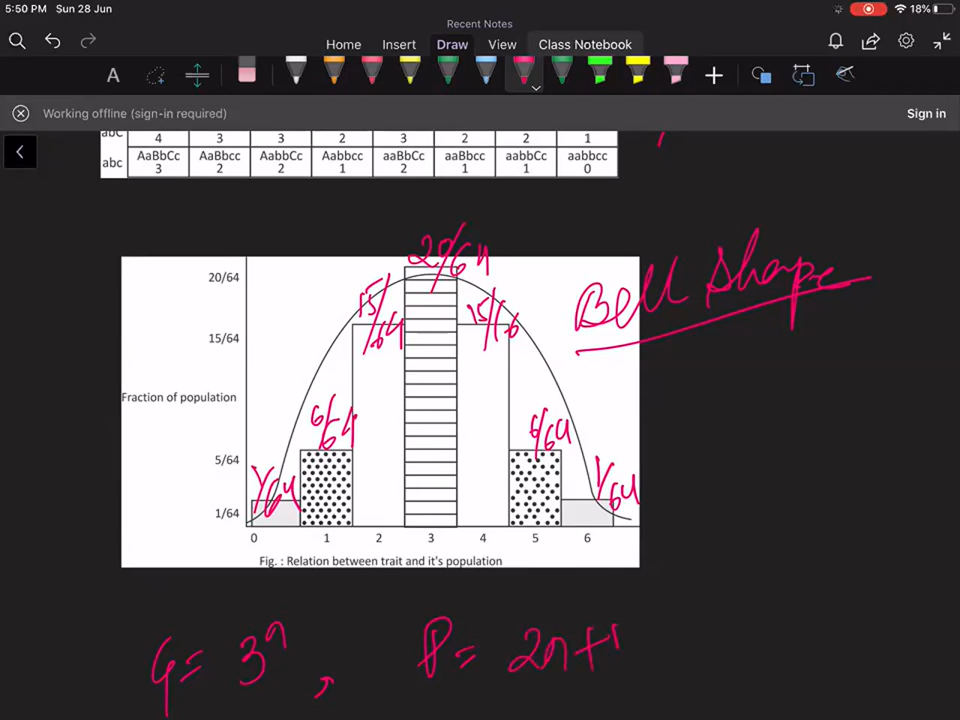 5:50 PM Sun 28 Jun
18%
Recent Notes
Home Insert Draw View Class Notebook
A
Working offline (sign-in required) Sign in
abC 4 3 3 2 3 2 2 1
abc AaBbCc AaBbcc AabbCc Aabbcc aaBbCc aaBbcc aabbCc aabbcc
3 2 2 1 2 1 1 0
20/64
15/64
Fraction of population
5/64
1/64
1/64 6/64 15/64 20/64 15/16 6/64 1/64
Bell Shape
0 1 2 3 4 5 6
Fig. : Relation between trait and it's population
G= 3n , P= 2n+1